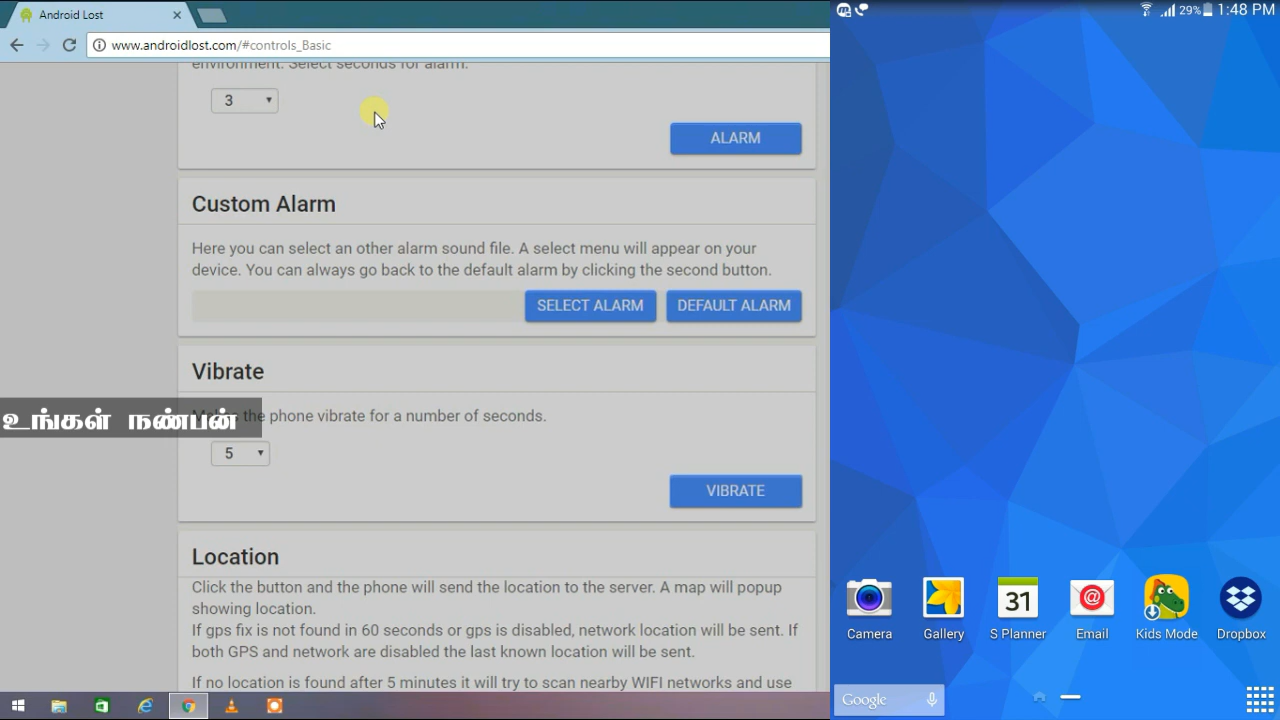 Android Lost
www.androidlost.com/#controls_Basic
environment. Select seconds for alarm.
3
ALARM
Custom Alarm
Here you can select an other alarm sound file. A select menu will appear on your
device. You can always go back to the default alarm by clicking the second button.
SELECT ALARM
DEFAULT ALARM
Vibrate
உங்கள் நண்பன்
the phone vibrate for a number of seconds.
5
VIBRATE
Location
Click the button and the phone will send the location to the server. A map will popup
showing location.
If gps fix is not found in 60 seconds or gps is disabled, network location will be sent. If
both GPS and network are disabled the last known location will be sent.
If no location is found after 5 minutes it will try to scan nearby WIFI networks and use
29% 1:48 PM
31
Camera
Gallery
S Planner
Email
Kids Mode
Dropbox
Google